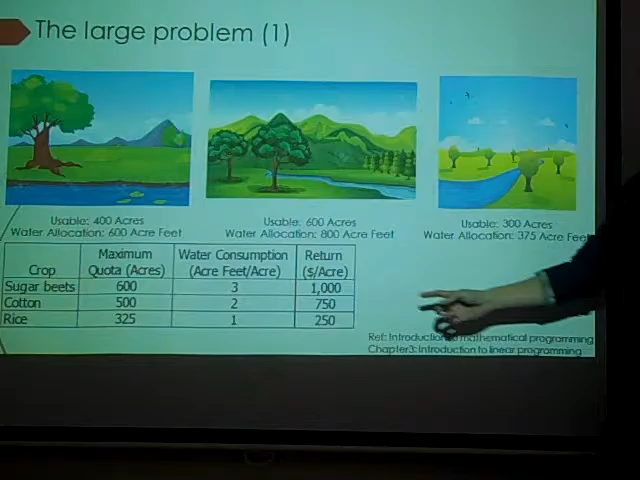 The large problem (1)
Usable: 400 Acres
Water Allocation: 600 Acre Feet
Usable: 600 Acres
Water Allocation: 800 Acre Feet
Usable: 300 Acres
Water Allocation: 375 Acre Feet
Crop Maximum Quota (Acres) Water Consumption (Acre Feet/Acre) Return ($/Acre)
Sugar beets 600 3 1,000
Cotton 500 2 750
Rice 325 1 250
Ref: Introduction to mathematical programming
Chapter3: Introduction to linear programming